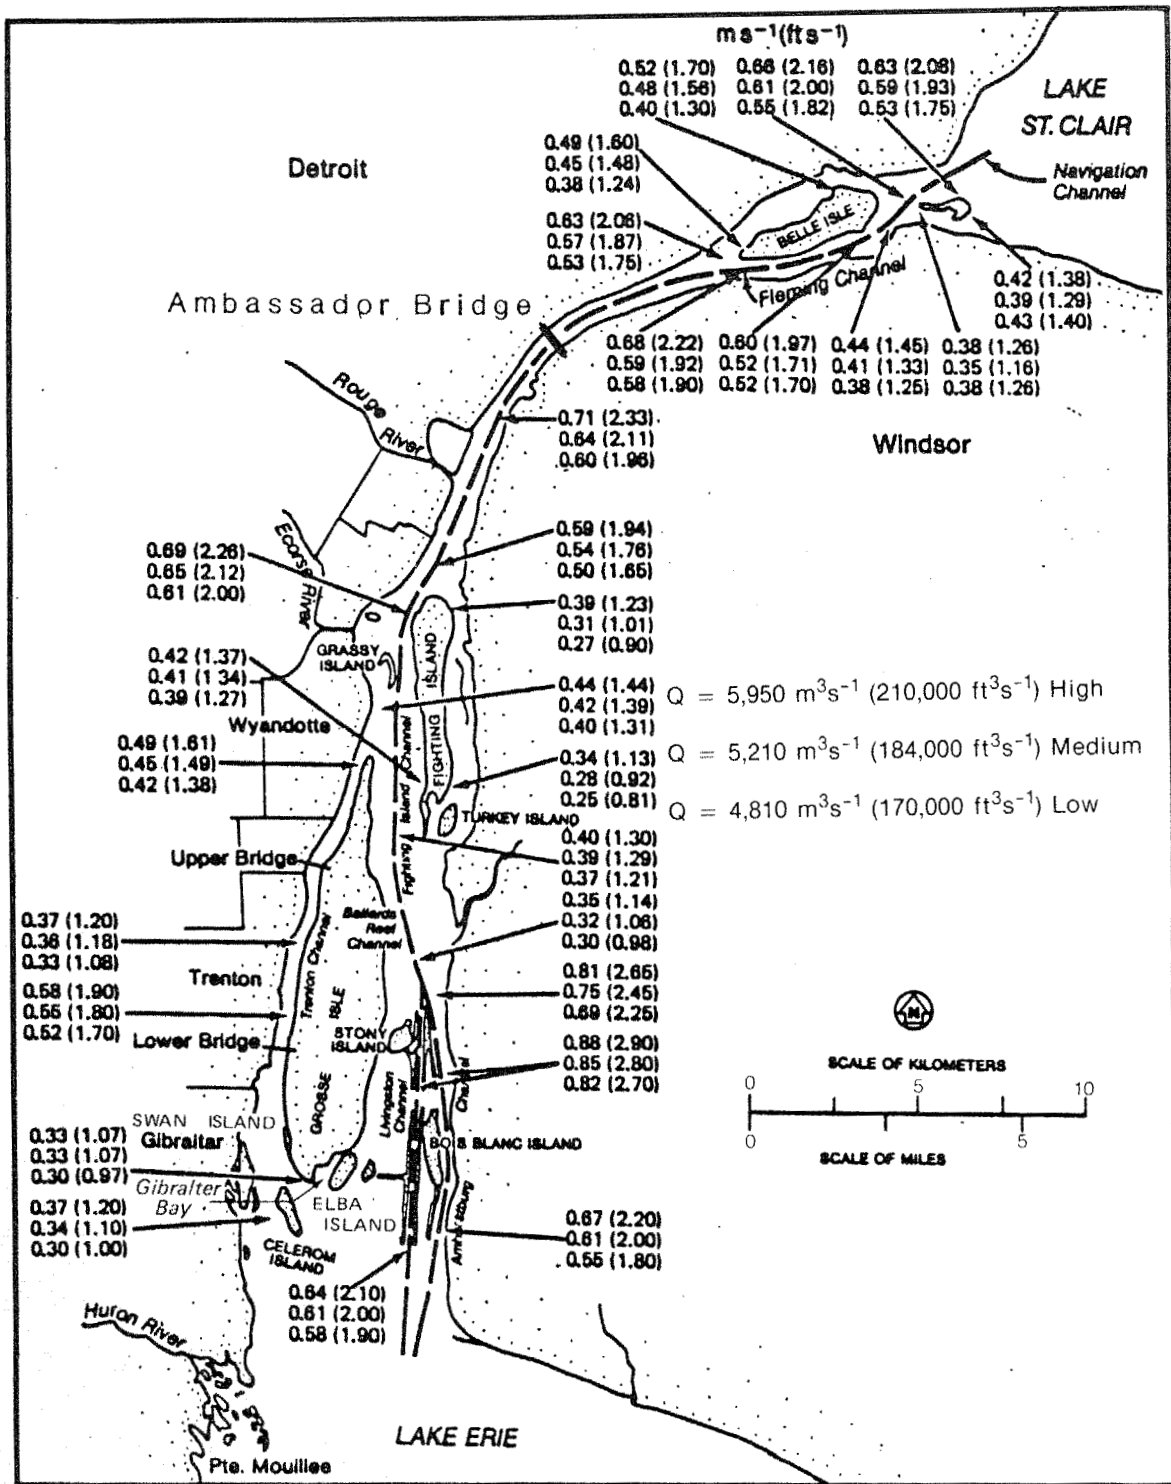 m s⁻¹(ft s⁻¹)
0.52 (1.70) 0.66 (2.16) 0.63 (2.08)
0.48 (1.56) 0.61 (2.00) 0.59 (1.93)
0.40 (1.30) 0.55 (1.82) 0.53 (1.75)
LAKE
ST. CLAIR
Navigation
Channel
Detroit
0.49 (1.60)
0.45 (1.48)
0.38 (1.24)
BELLE ISLE
0.63 (2.06)
0.57 (1.87)
0.53 (1.75)
Fleming Channel
0.42 (1.38)
0.39 (1.29)
0.43 (1.40)
Ambassador Bridge
0.68 (2.22) 0.60 (1.97) 0.44 (1.45) 0.38 (1.26)
0.59 (1.92) 0.52 (1.71) 0.41 (1.33) 0.35 (1.16)
0.58 (1.90) 0.52 (1.70) 0.38 (1.25) 0.38 (1.26)
Rouge
River
0.71 (2.33)
0.64 (2.11)
0.60 (1.96)
Windsor
Ecorse
River
0.69 (2.26)
0.65 (2.12)
0.61 (2.00)
0.59 (1.94)
0.54 (1.76)
0.50 (1.65)
0.39 (1.23)
0.31 (1.01)
0.27 (0.90)
GRASSY
ISLAND
FIGHTING ISLAND
0.42 (1.37)
0.41 (1.34)
0.39 (1.27)
0.44 (1.44)
0.42 (1.39)
0.40 (1.31)
Q = 5,950 m³s⁻¹ (210,000 ft³s⁻¹) High
Q = 5,210 m³s⁻¹ (184,000 ft³s⁻¹) Medium
Q = 4,810 m³s⁻¹ (170,000 ft³s⁻¹) Low
Wyandotte
0.49 (1.61)
0.45 (1.49)
0.42 (1.38)
0.34 (1.13)
0.28 (0.92)
0.25 (0.81)
TURKEY ISLAND
Fighting Island Channel
Upper Bridge
0.40 (1.30)
0.39 (1.29)
0.37 (1.21)
0.35 (1.14)
0.32 (1.06)
0.30 (0.98)
Ballards
Reef
Channel
0.37 (1.20)
0.36 (1.18)
0.33 (1.08)
Trenton
Trenton Channel
0.81 (2.65)
0.75 (2.45)
0.69 (2.25)
0.58 (1.90)
0.55 (1.80)
0.52 (1.70)
Lower Bridge
GROSSE ISLE
STONY
ISLAND
0.88 (2.90)
0.85 (2.80)
0.82 (2.70)
N
SCALE OF KILOMETERS
0 5 10
0 5
SCALE OF MILES
Livingston
Channel
Amherstburg Channel
BOIS BLANC ISLAND
SWAN ISLAND
Gibraltar
0.33 (1.07)
0.33 (1.07)
0.30 (0.97)
Gibralter
Bay
ELBA
ISLAND
0.37 (1.20)
0.34 (1.10)
0.30 (1.00)
CELEROM
ISLAND
0.67 (2.20)
0.61 (2.00)
0.55 (1.80)
0.64 (2.10)
0.61 (2.00)
0.58 (1.90)
Huron River
LAKE ERIE
Pte. Mouillee